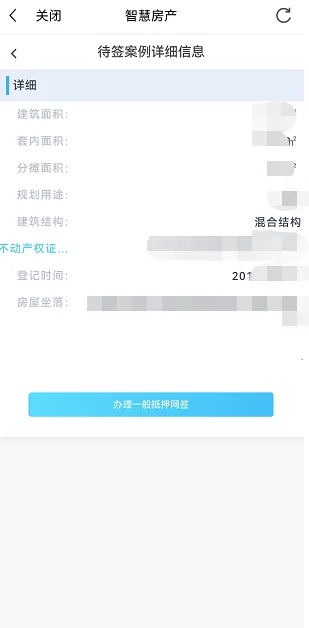 关闭 智慧房产
待签案例详细信息
详细
建筑面积：
套内面积： ㎡
分摊面积：
规划用途：
建筑结构： 混合结构
不动产权证...
登记时间： 201
房屋坐落：
办理一般抵押网签